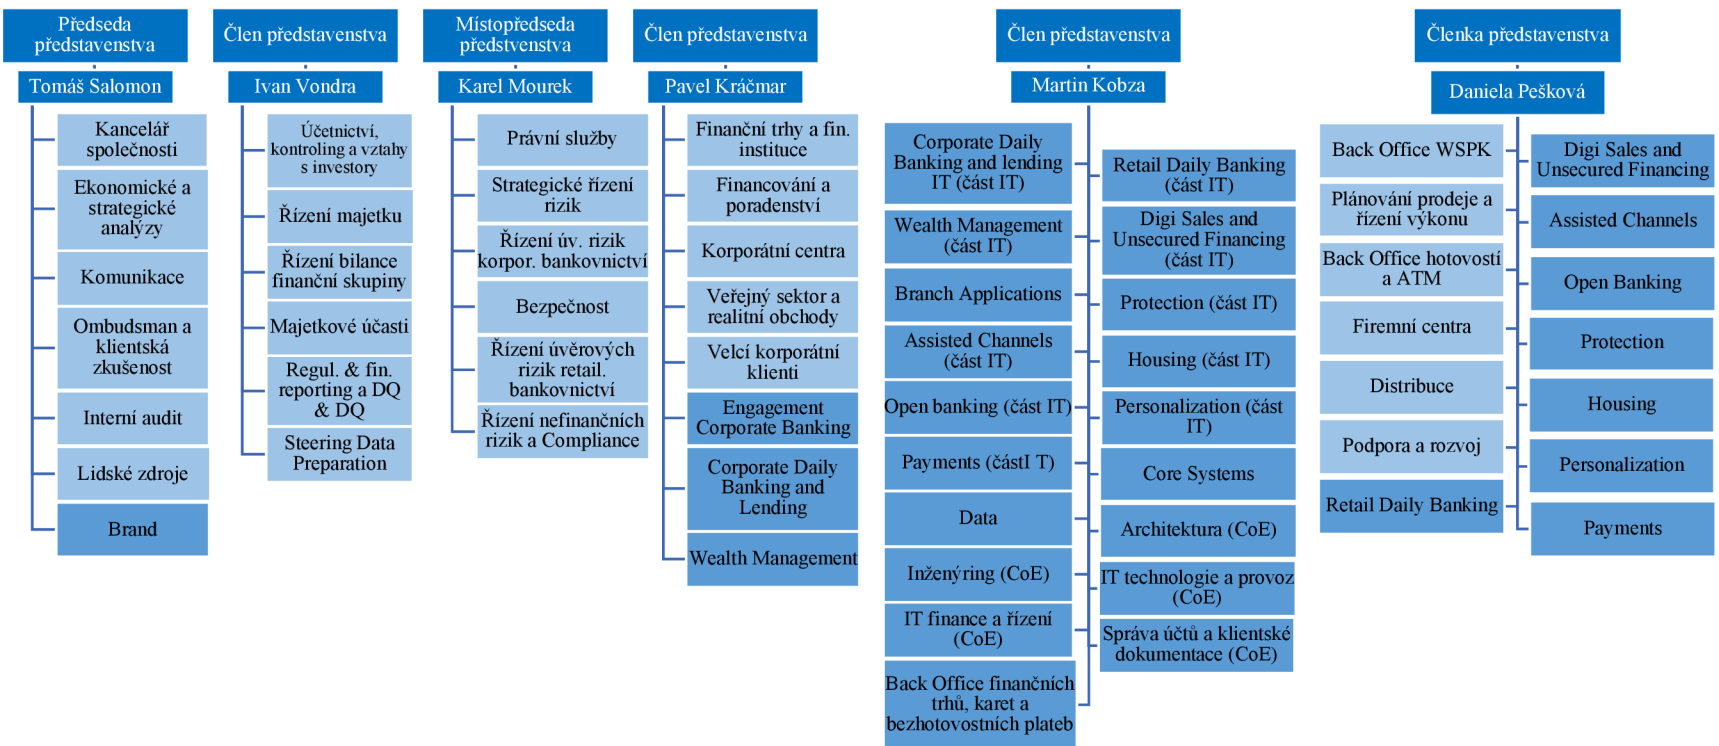 Předseda
představenstva
Tomáš Salomon
Kancelář
společnosti
Ekonomické a
strategické
analýzy
Komunikace
Ombudsman a
klientská
zkušenost
Interní audit
Lidské zdroje
Brand
Člen představenstva
Ivan Vondra
Účetnictví,
kontroling a vztahy
s investory
Řízení majetku
Řízení bilance
finanční skupiny
Majetkové účasti
Regul. & fin.
reporting a DQ
& DQ
Steering Data
Preparation
Místopředseda
předstvenstva
Karel Mourek
Právní služby
Strategické řízení
rizik
Řízení úv. rizik
korpor. bankovnictví
Bezpečnost
Řízení úvěrových
rizik retail.
bankovnictví
Řízení nefinančních
rizik a Compliance
Člen představenstva
Pavel Kráčmar
Finanční trhy a fin.
instituce
Financování a
poradenství
Korporátní centra
Veřejný sektor a
realitní obchody
Velcí korporátní
klienti
Engagement
Corporate Banking
Corporate Daily
Banking and
Lending
Wealth Management
Člen představenstva
Martin Kobza
Corporate Daily
Banking and lending
IT (část IT)
Wealth Management
(část IT)
Branch Applications
Assisted Channels
(část IT)
Open banking (část IT)
Payments (částI T)
Data
Inženýring (CoE)
IT finance a řízení
(CoE)
Back Office finančních
trhů, karet a
bezhotovostních plateb
Retail Daily Banking
(část IT)
Digi Sales and
Unsecured Financing
(část IT)
Protection (část IT)
Housing (část IT)
Personalization (část
IT)
Core Systems
Architektura (CoE)
IT technologie a provoz
(CoE)
Správa účtů a klientské
dokumentace (CoE)
Členka představenstva
Daniela Pešková
Back Office WSPK
Plánování prodeje a
řízení výkonu
Back Office hotovostí
a ATM
Firemní centra
Distribuce
Podpora a rozvoj
Retail Daily Banking
Digi Sales and
Unsecured Financing
Assisted Channels
Open Banking
Protection
Housing
Personalization
Payments